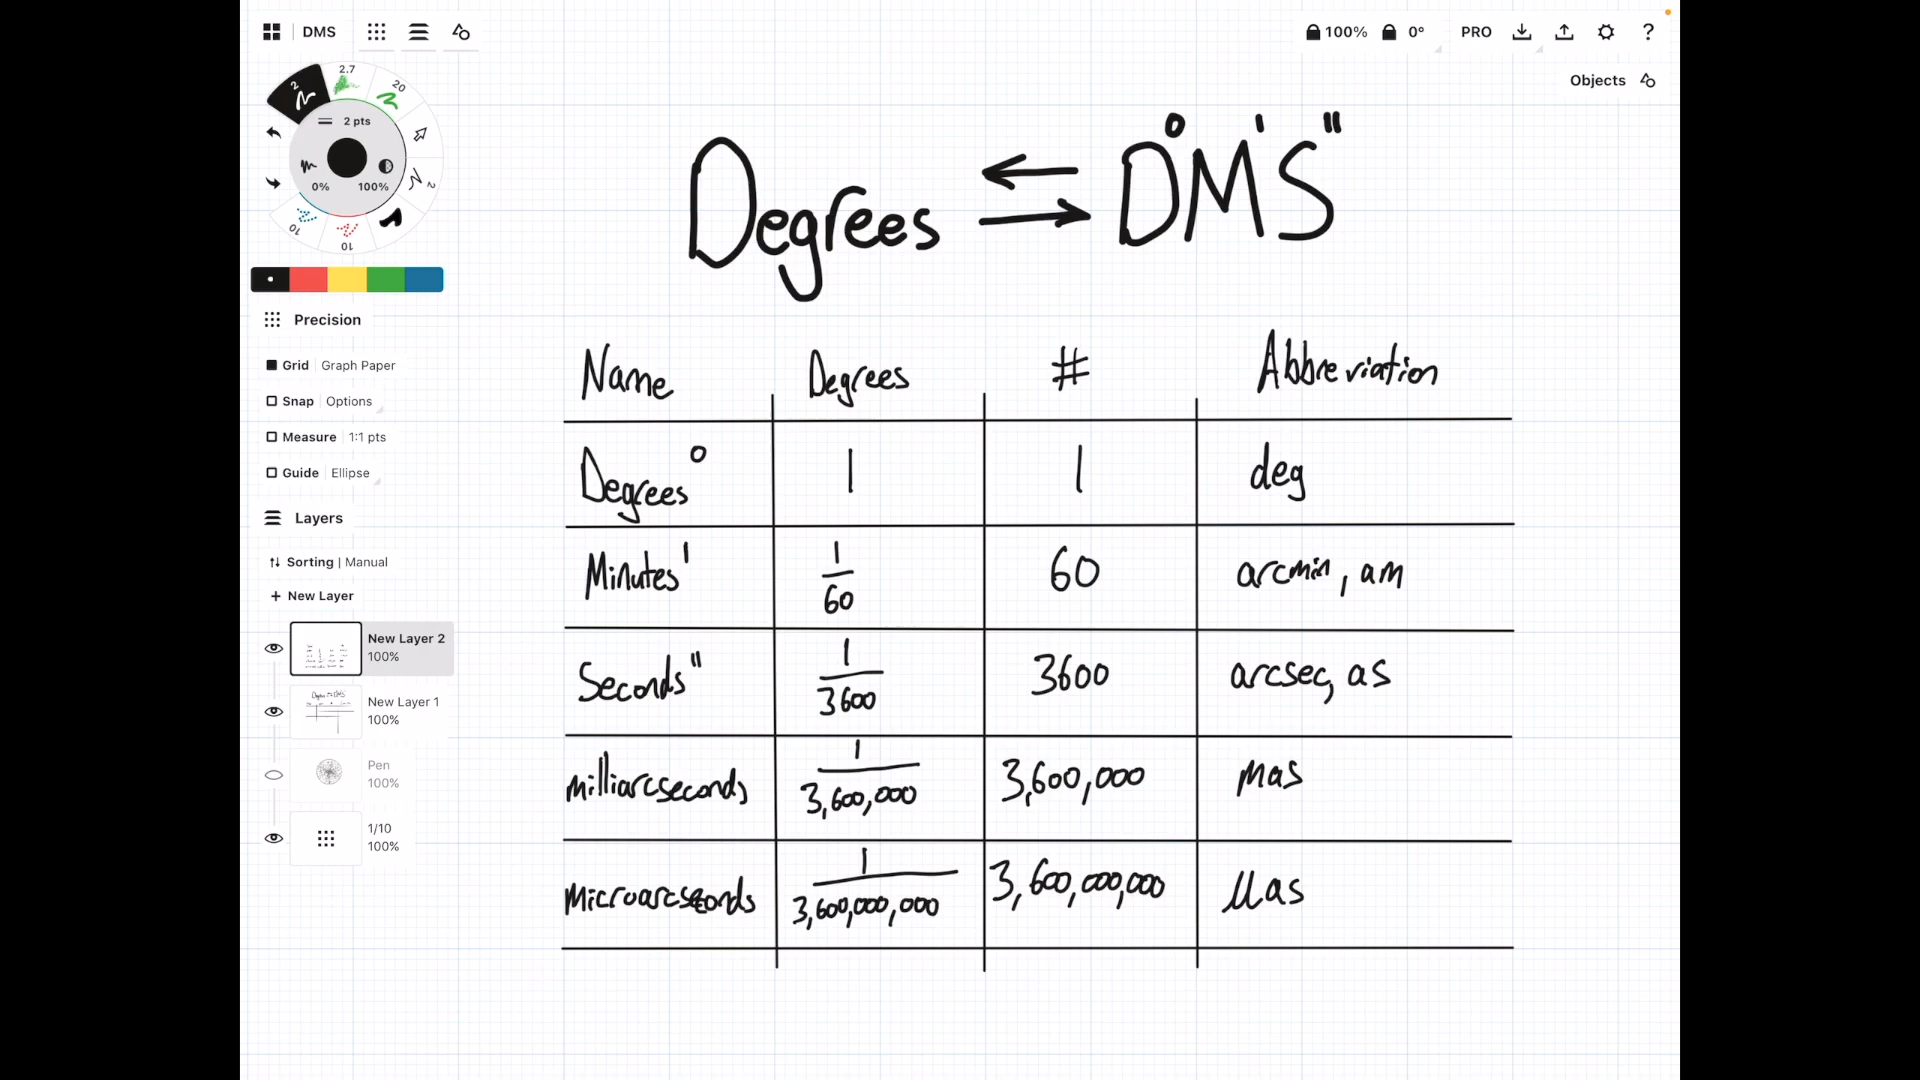 DMS
100%
0°
PRO
?
Objects
2
2.7
20
2 pts
0%
100%
2
10
10
Precision
Grid | Graph Paper
Snap | Options
Measure | 1:1 pts
Guide | Ellipse
Layers
Sorting | Manual
+ New Layer
New Layer 2
100%
New Layer 1
100%
Pen
100%
1/10
100%
Degrees ⇄ D°M'S"
Name Degrees # Abbreviation
Degrees° 1 1 deg
Minutes' 1/60 60 arcmin, am
Seconds" 1/3600 3600 arcsec, as
milliarcseconds 1/3,600,000 3,600,000 mas
microarcseconds 1/3,600,000,000 3,600,000,000 μas